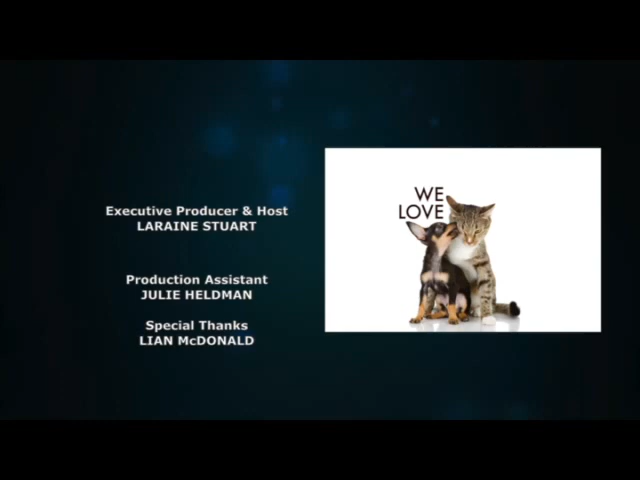 Executive Producer & Host
LARAINE STUART
Production Assistant
JULIE HELDMAN
Special Thanks
LIAN McDONALD
WE
LOVE